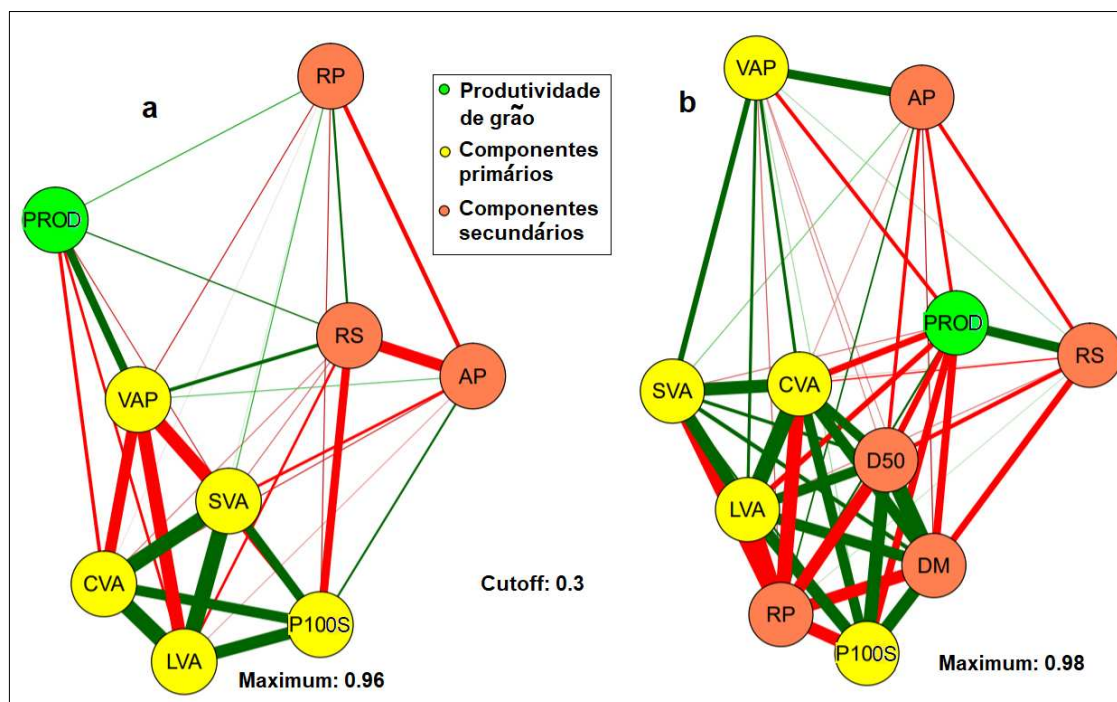 a
RP
PROD
RS
AP
VAP
SVA
CVA
P100S
LVA
Maximum: 0.96
Produtividade
de grão
Componentes
primários
Componentes
secundários
Cutoff: 0.3
b
VAP
AP
PROD
RS
SVA
CVA
D50
LVA
DM
RP
P100S
Maximum: 0.98